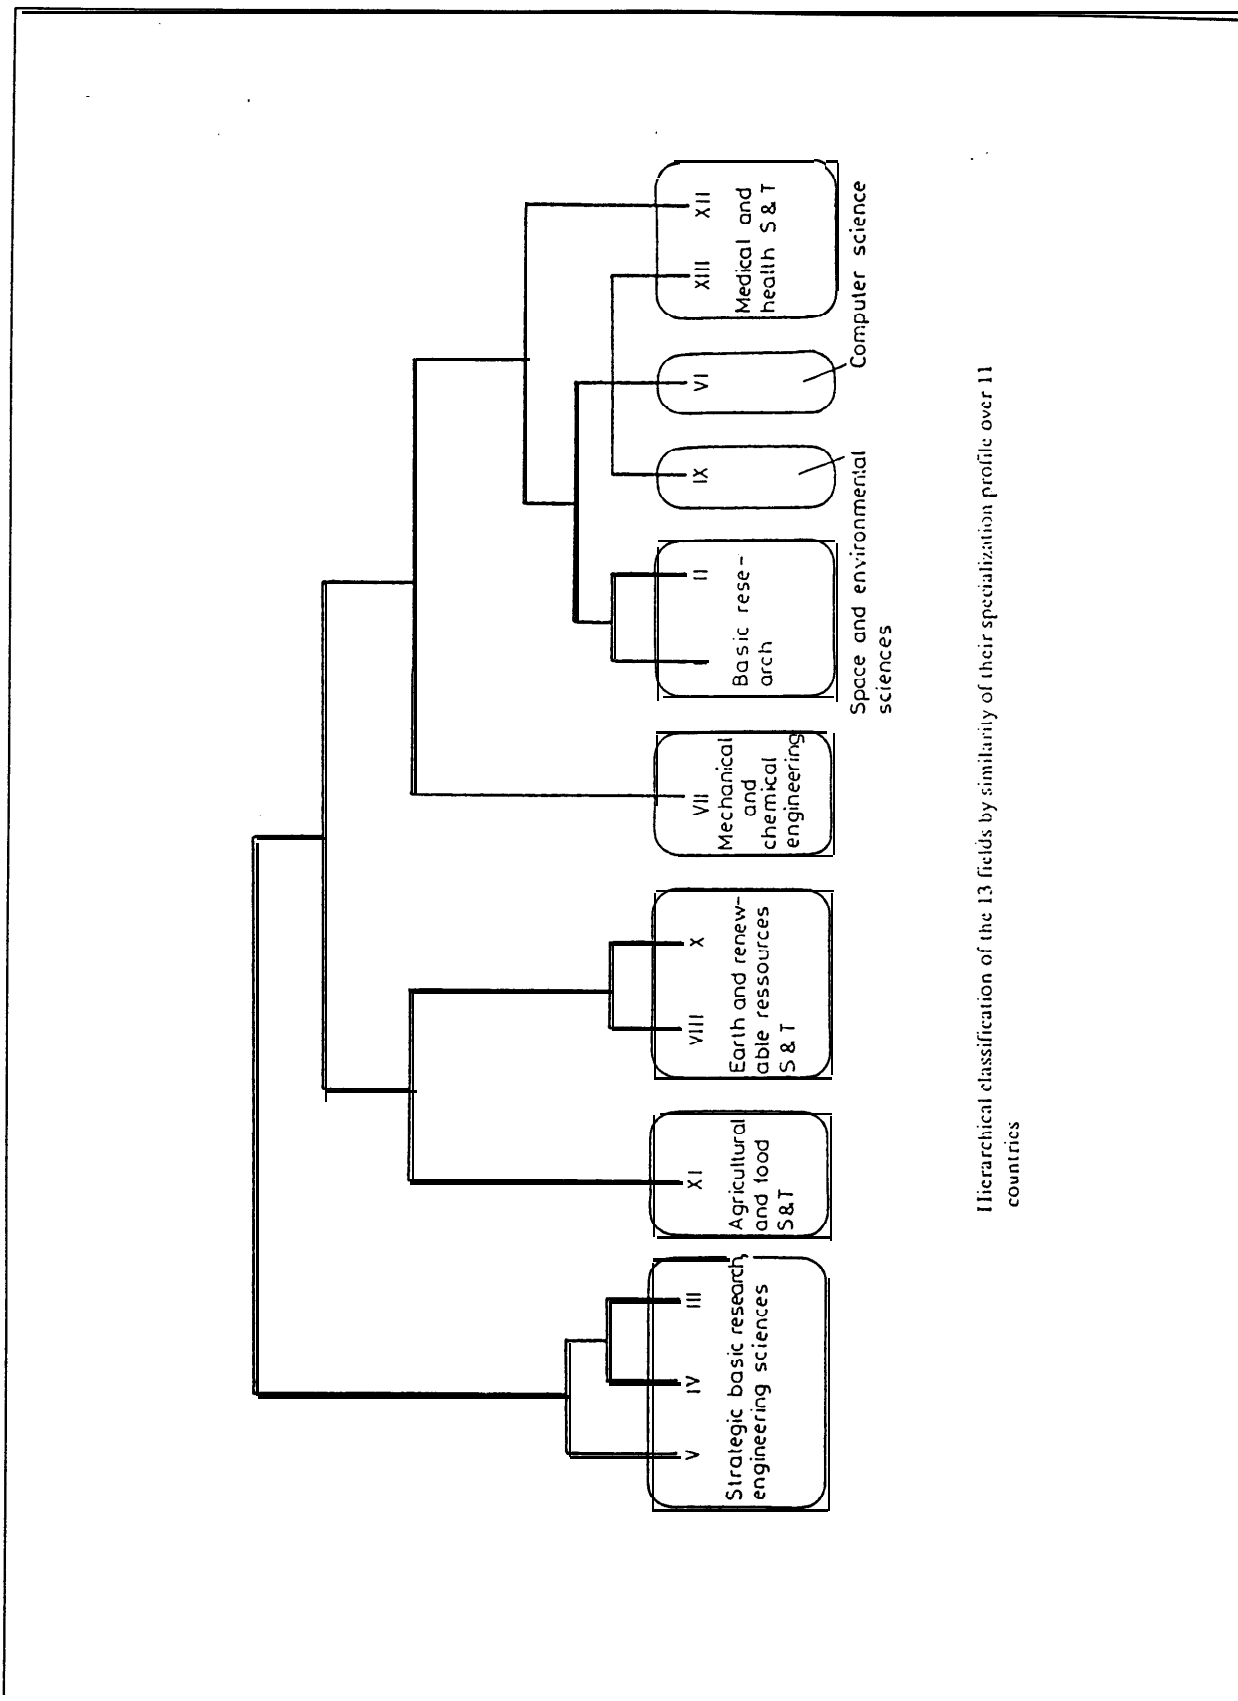 V
IV
III
Strategic basic research,
engineering sciences
XI
Agricultural
and food
S&T
VIII
X
Earth and renew-
able ressources
S & T
VII
Mechanical
and
chemical
engineering
II
Basic rese-
arch
IX
VI
XIII
XII
Medical and
health S & T
Space and environmental
sciences
Computer science
Hierarchical classification of the 13 fields by similarity of their specialization profile over 11
countries